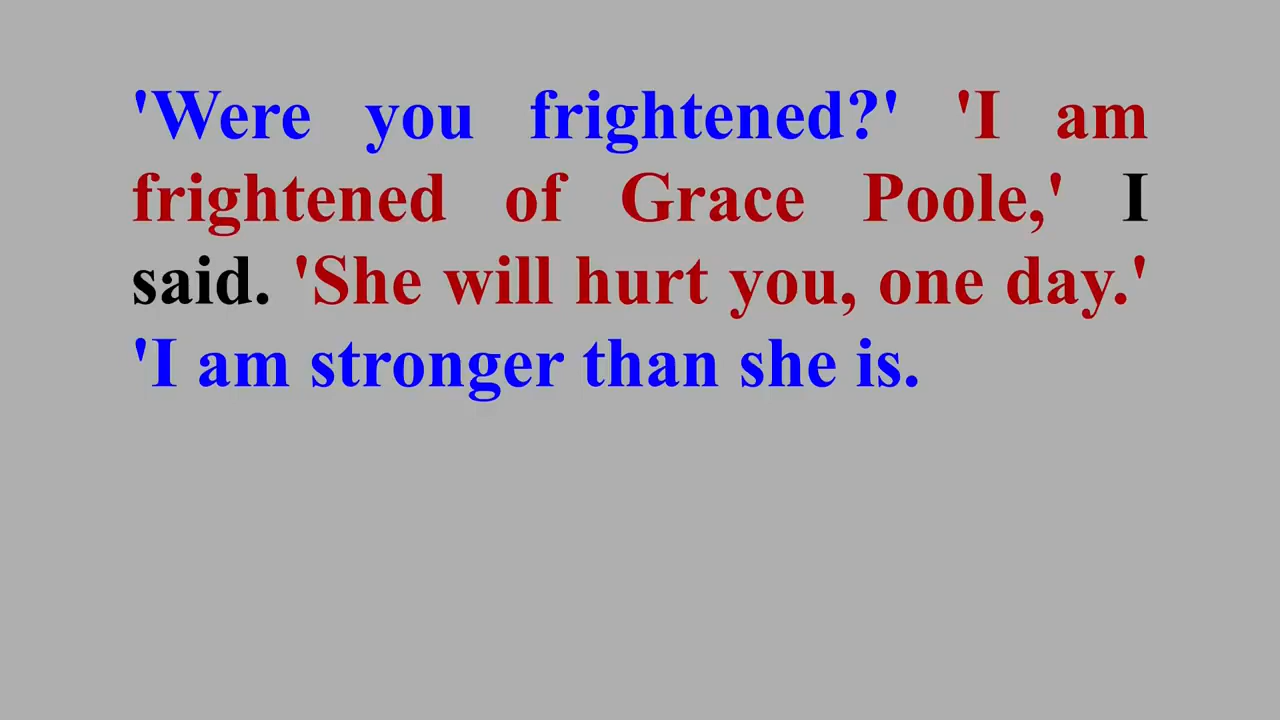 'Were you frightened?' 'I am
frightened of Grace Poole,' I
said. 'She will hurt you, one day.'
'I am stronger than she is.